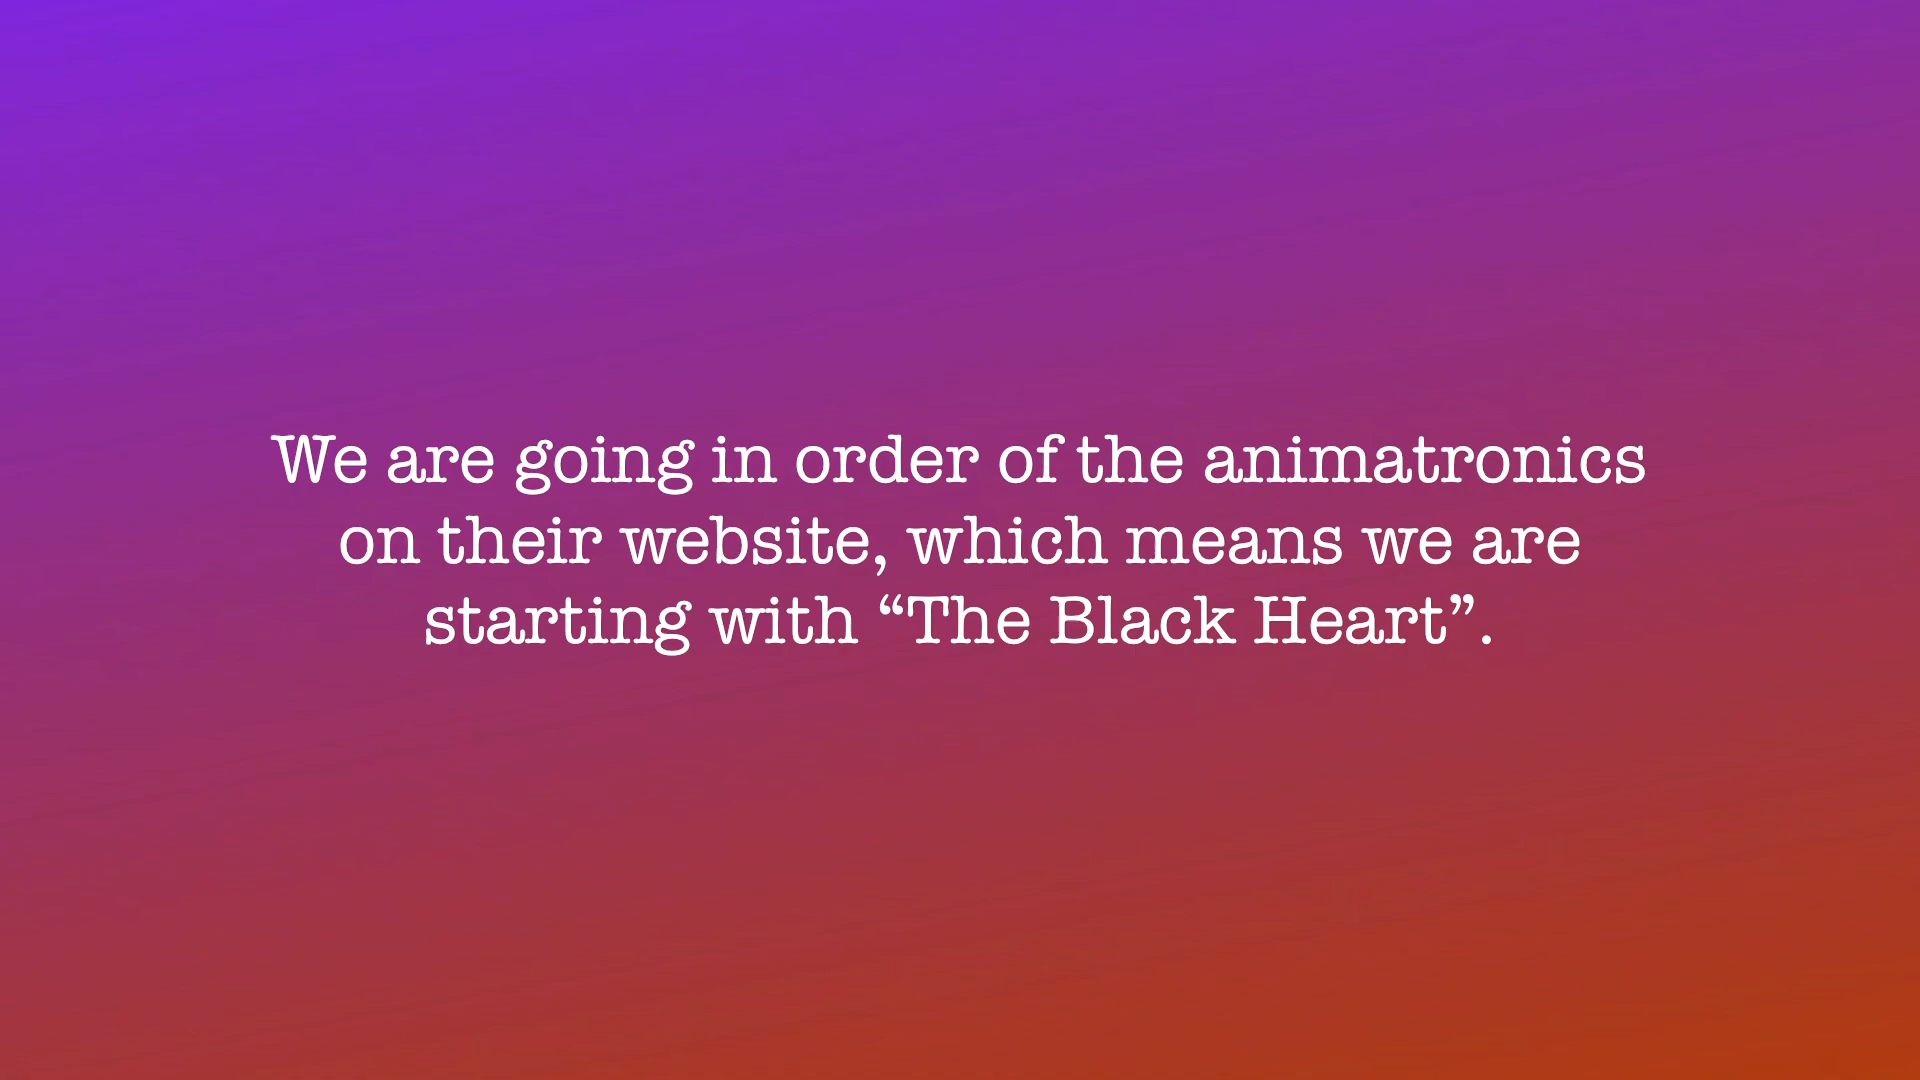 We are going in order of the animatronics
on their website, which means we are
starting with “The Black Heart”.